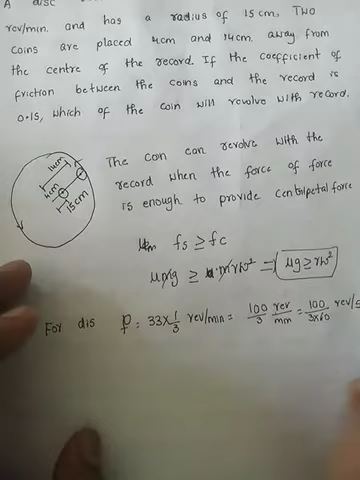 A disc
rev/min. and has a radius of 15 cm. Two
coins are placed 4cm and 14cm away from
the centre of the record. If the coefficient of
friction between the coins and the record is
0.15, which of the coin will revolve with record.
14cm
4cm
15cm
The coin can revolve with the
record when the force of force
is enough to provide centripetal force
fs ≥ fc
μmg ≥ mrω² ⇒ μg ≥ rω²
For dis f = 33 × 1/3 rev/min = 100/3 rev/min = 100/3×60 rev/s